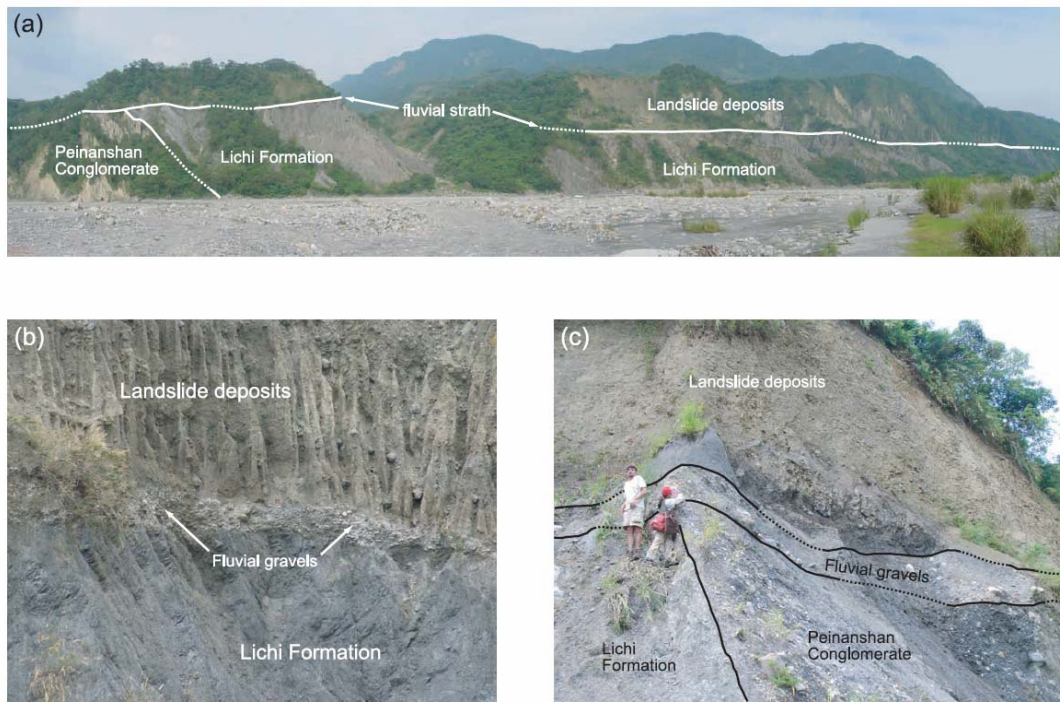 (a)
fluvial strath
Landslide deposits
Peinanshan
Conglomerate
Lichi Formation
Lichi Formation
(b)
Landslide deposits
Fluvial gravels
Lichi Formation
(c)
Landslide deposits
Fluvial gravels
Lichi
Formation
Peinanshan
Conglomerate